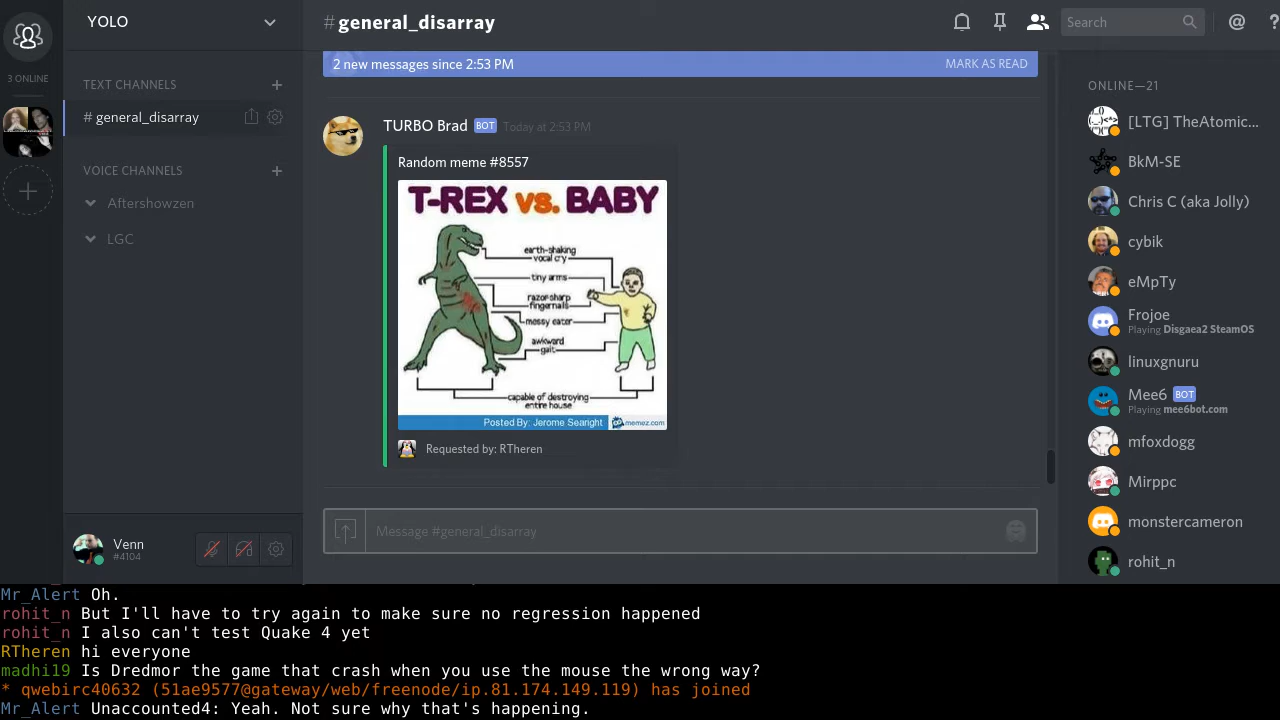 YOLO
#general_disarray
Search
@
?
3 ONLINE
TEXT CHANNELS
# general_disarray
VOICE CHANNELS
Aftershowzen
LGC
Venn
#4104
2 new messages since 2:53 PM
MARK AS READ
TURBO Brad BOT Today at 2:53 PM
Random meme #8557
T-REX vs. BABY
earth-shaking
vocal cry
tiny arms
razor-sharp
fingernails
messy eater
awkward
gait
capable of destroying
entire house
Posted By: Jerome Searight
memez.com
Requested by: RTheren
Message #general_disarray
ONLINE—21
[LTG] TheAtomic...
BkM-SE
Chris C (aka Jolly)
cybik
eMpTy
Frojoe
Playing Disgaea2 SteamOS
linuxgnuru
Mee6 BOT
Playing mee6bot.com
mfoxdogg
Mirppc
monstercameron
rohit_n
Mr_Alert Oh.
rohit_n But I'll have to try again to make sure no regression happened
rohit_n I also can't test Quake 4 yet
RTheren hi everyone
madhi19 Is Dredmor the game that crash when you use the mouse the wrong way?
* qwebirc40632 (51ae9577@gateway/web/freenode/ip.81.174.149.119) has joined
Mr_Alert Unaccounted4: Yeah. Not sure why that's happening.